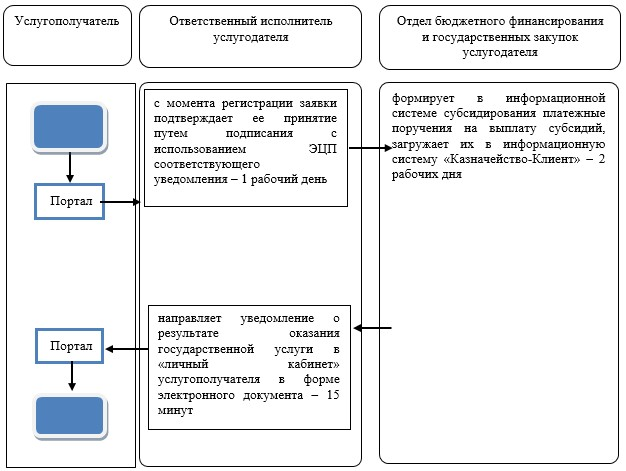 Услугополучатель
Ответственный исполнитель
услугодателя
Отдел бюджетного финансирования
и государственных закупок
услугодателя
с момента регистрации заявки
подтверждает ее принятие
путем подписания с
использованием ЭЦП
соответствующего
уведомления – 1 рабочий день
формирует в информационной
системе субсидирования платежные
поручения на выплату субсидий,
загружает их в информационную
систему «Казначейство-Клиент» – 2
рабочих дня
Портал
направляет уведомление о
результате оказания
государственной услуги в
«личный кабинет»
услугополучателя в форме
электронного документа – 15
минут
Портал